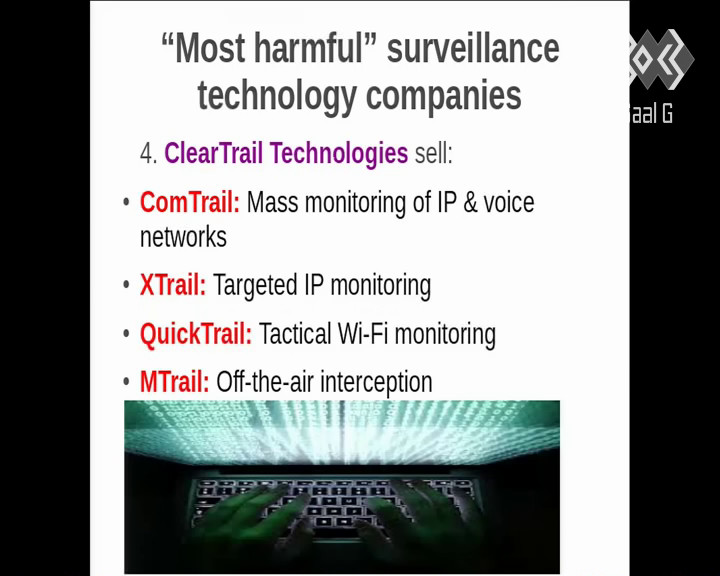 “Most harmful” surveillance
technology companies
4. ClearTrail Technologies sell:
• ComTrail: Mass monitoring of IP & voice
networks
• XTrail: Targeted IP monitoring
• QuickTrail: Tactical Wi-Fi monitoring
• MTrail: Off-the-air interception
aal G